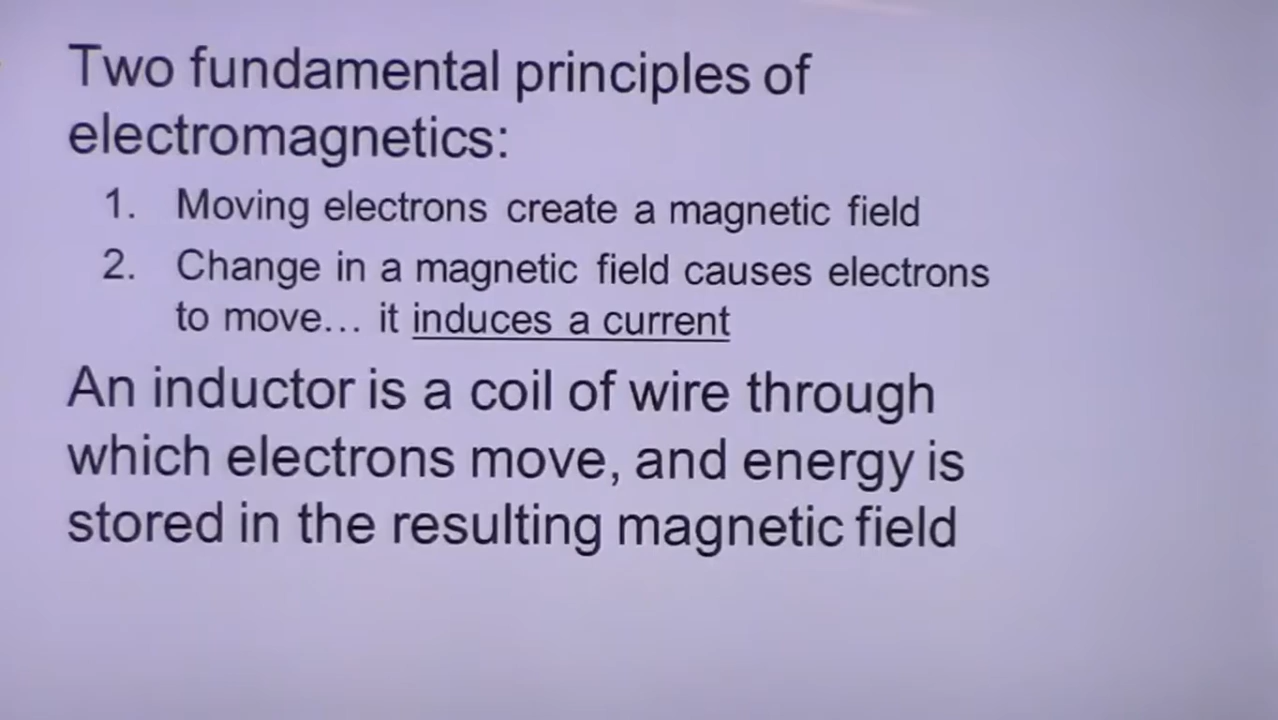 Two fundamental principles of
electromagnetics:
1. Moving electrons create a magnetic field
2. Change in a magnetic field causes electrons
to move... it induces a current
An inductor is a coil of wire through
which electrons move, and energy is
stored in the resulting magnetic field